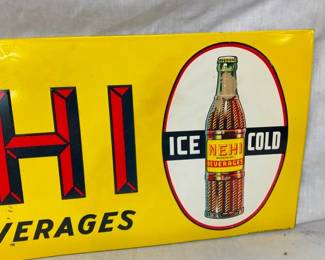 HI
VERAGES
ICE COLD
NEHI
BEVERAGES